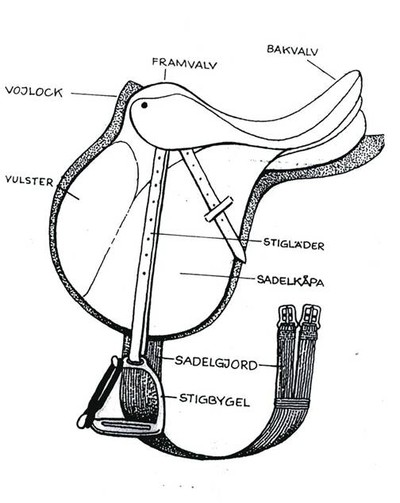 BAKVALV
FRAMVALV
VOJLOCK
VULSTER
STIGLÄDER
SADELKÅPA
SADELGJORD
STIGBYGEL